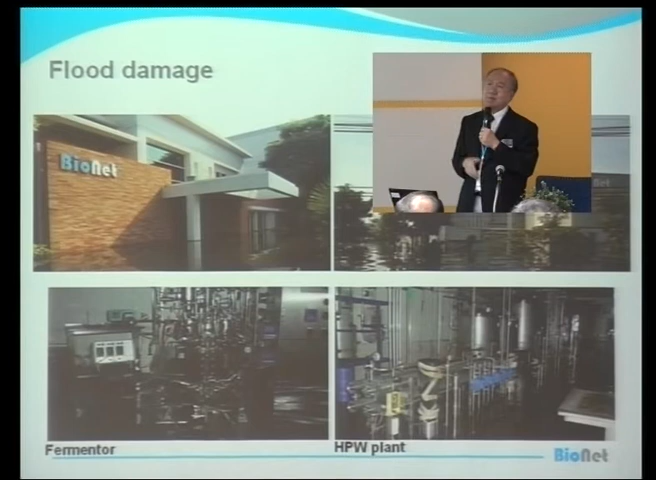 Flood damage
BioNet
Fermentor
HPW plant
BioNet